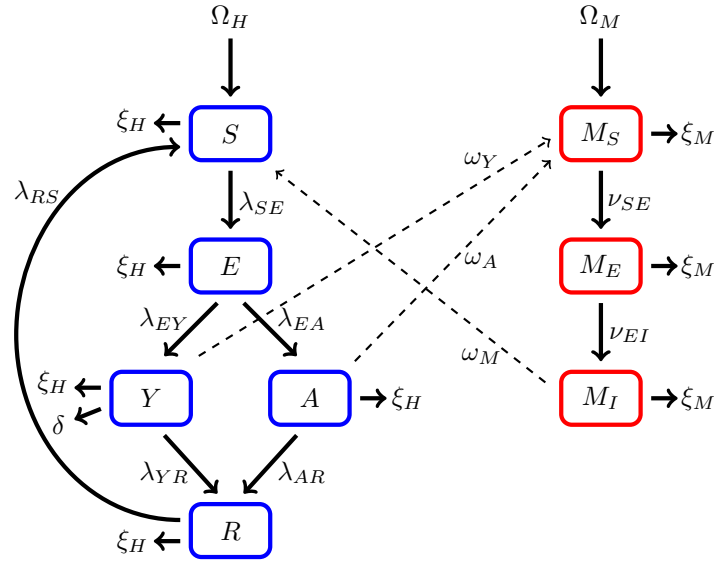 Ω_H Ω_M
ξ_H S M_S ξ_M
ω_Y
λ_RS λ_SE ν_SE
ξ_H E ω_A M_E ξ_M
λ_EY λ_EA ν_EI
ω_M
ξ_H Y A ξ_H M_I ξ_M
δ
λ_YR λ_AR
R
ξ_H